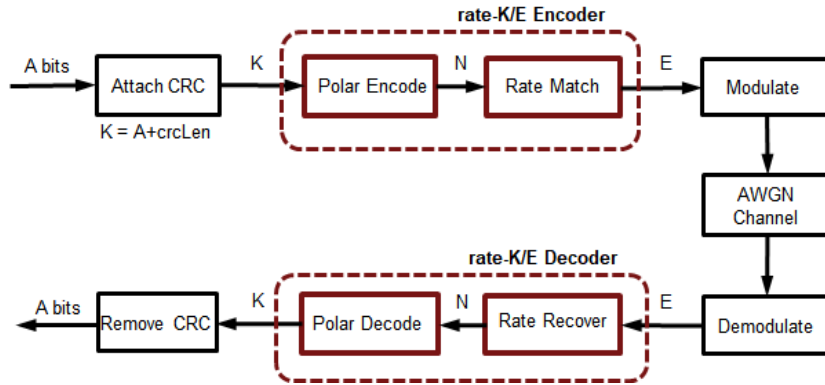 rate-K/E Encoder
A bits
Attach CRC
K
Polar Encode
N
Rate Match
E
Modulate
K = A+crcLen
AWGN
Channel
rate-K/E Decoder
A bits
Remove CRC
K
Polar Decode
N
Rate Recover
E
Demodulate